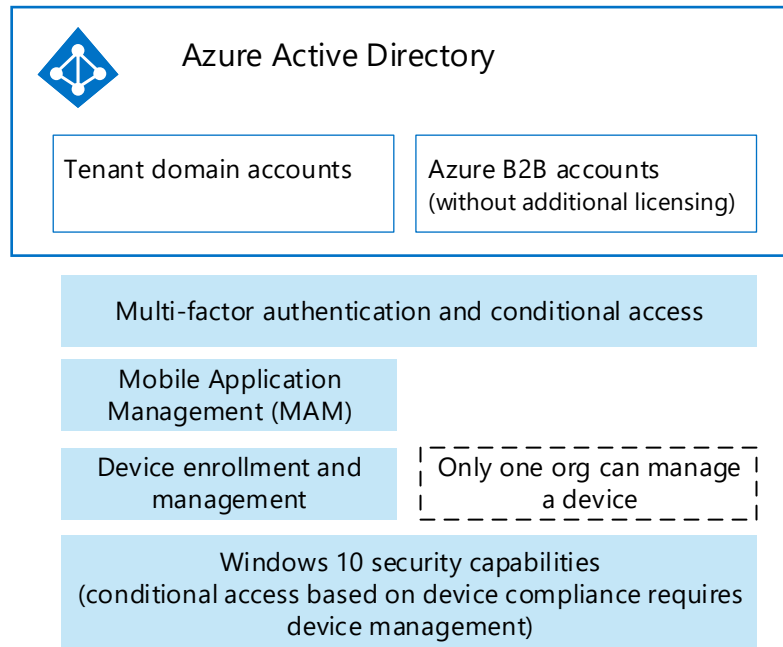 Azure Active Directory
Tenant domain accounts
Azure B2B accounts
(without additional licensing)
Multi-factor authentication and conditional access
Mobile Application
Management (MAM)
Device enrollment and
management
Only one org can manage
a device
Windows 10 security capabilities
(conditional access based on device compliance requires
device management)